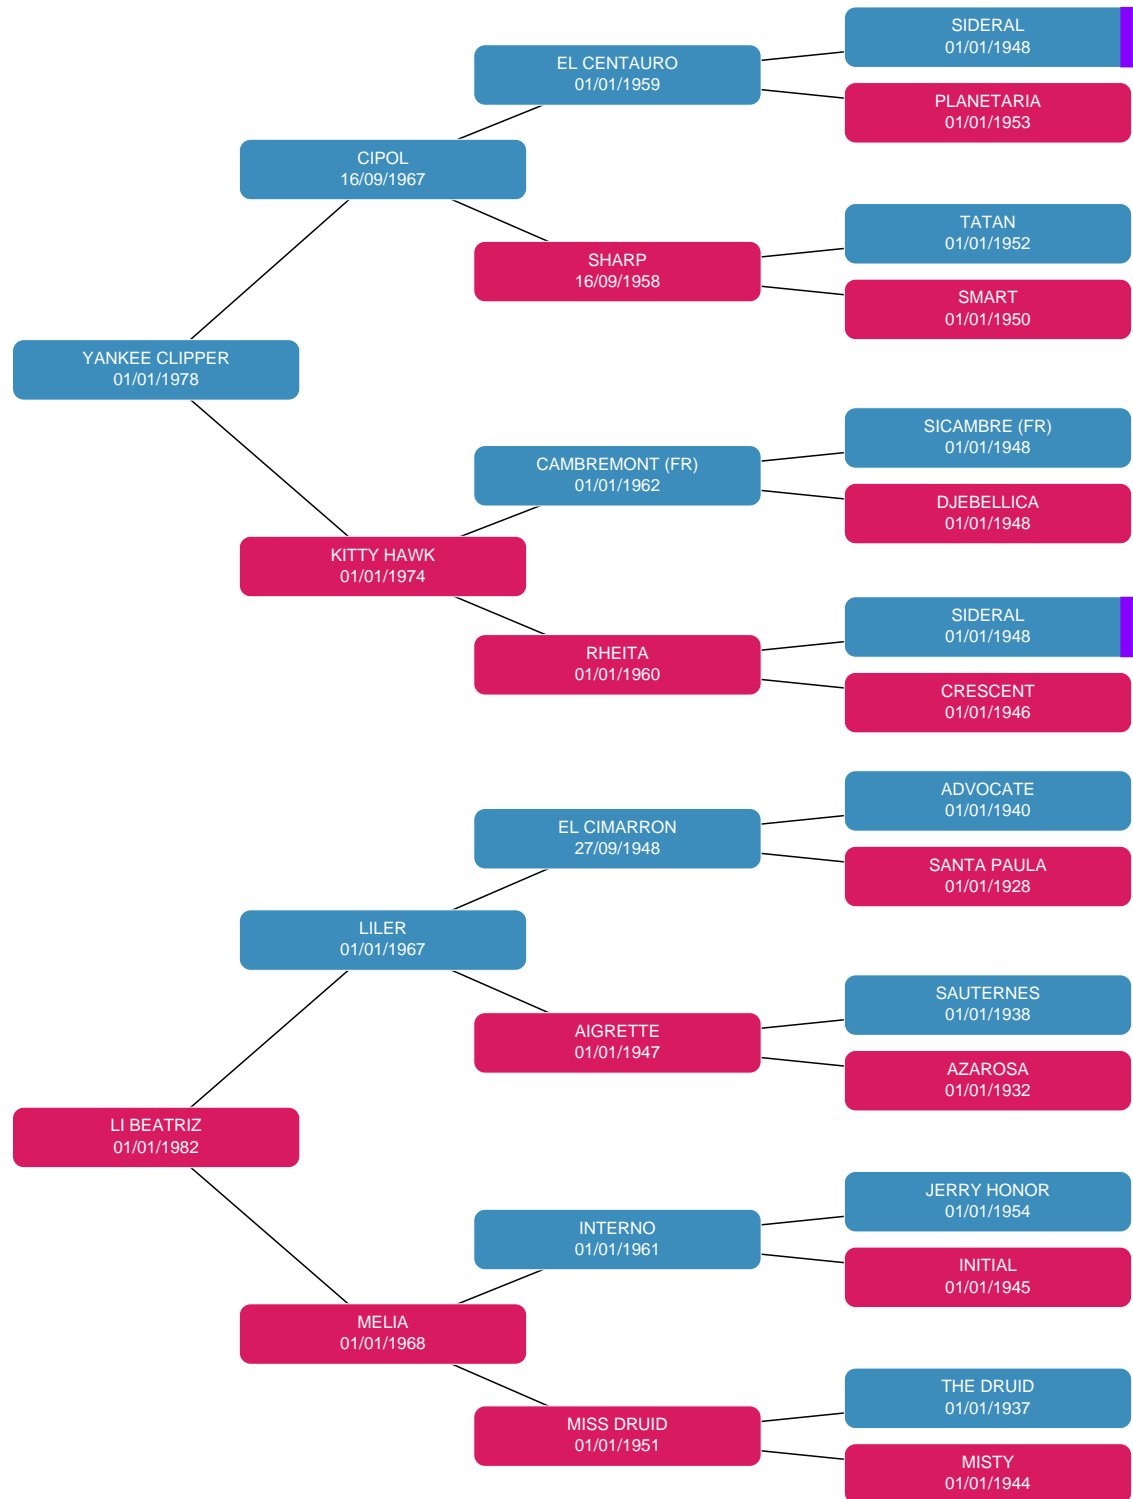 SIDERAL
01/01/1948
EL CENTAURO
01/01/1959
PLANETARIA
01/01/1953
CIPOL
16/09/1967
TATAN
01/01/1952
SHARP
16/09/1958
SMART
01/01/1950
YANKEE CLIPPER
01/01/1978
SICAMBRE (FR)
01/01/1948
CAMBREMONT (FR)
01/01/1962
DJEBELLICA
01/01/1948
KITTY HAWK
01/01/1974
SIDERAL
01/01/1948
RHEITA
01/01/1960
CRESCENT
01/01/1946
ADVOCATE
01/01/1940
EL CIMARRON
27/09/1948
SANTA PAULA
01/01/1928
LILER
01/01/1967
SAUTERNES
01/01/1938
AIGRETTE
01/01/1947
AZAROSA
01/01/1932
LI BEATRIZ
01/01/1982
JERRY HONOR
01/01/1954
INTERNO
01/01/1961
INITIAL
01/01/1945
MELIA
01/01/1968
THE DRUID
01/01/1937
MISS DRUID
01/01/1951
MISTY
01/01/1944